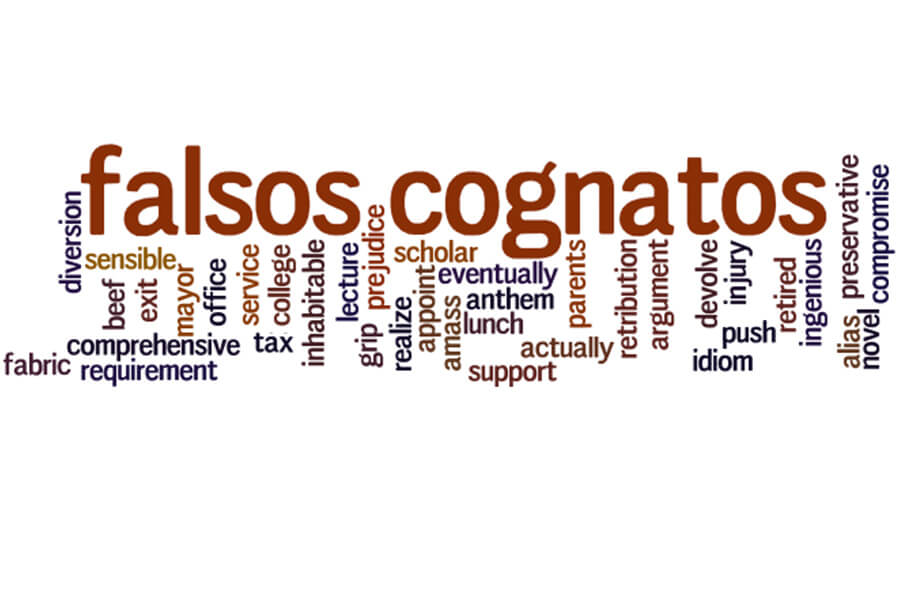 falsos cognatos
diversion
sensible
beef
exit
mayor
office
service
college
inhabitable
lecture
prejudice
scholar
eventually
anthem
lunch
grip
realize
appoint
amass
parents
retribution
argument
devolve
injury
retired
ingenious
preservative
compromise
alias
novel
push
idiom
actually
support
comprehensive
tax
fabric
requirement